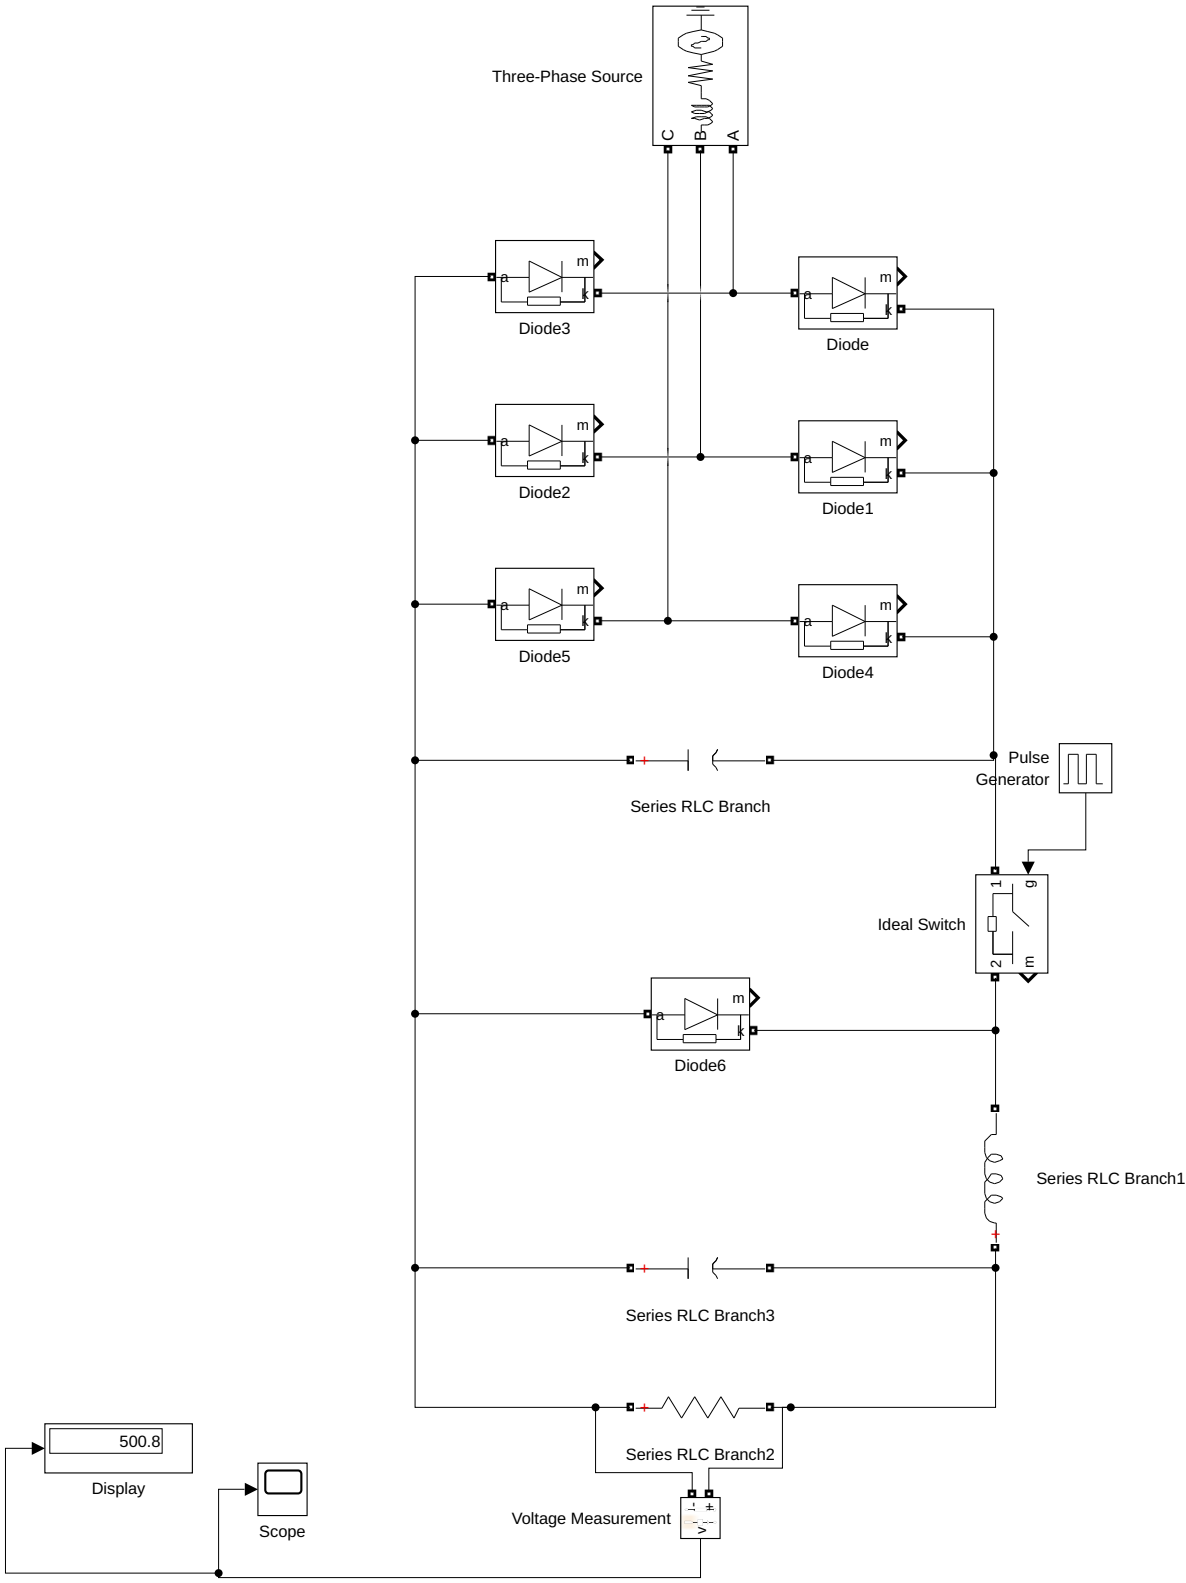 Three-Phase Source
C B A
a m k
Diode3
a m k
Diode
a m k
Diode2
a m k
Diode1
a m k
Diode5
a m k
Diode4
+
Series RLC Branch
Pulse
Generator
1 g
Ideal Switch
2 m
a m k
Diode6
Series RLC Branch1
+
+
Series RLC Branch3
+
Series RLC Branch2
500.8
Display
Scope
- +
Voltage Measurement
v